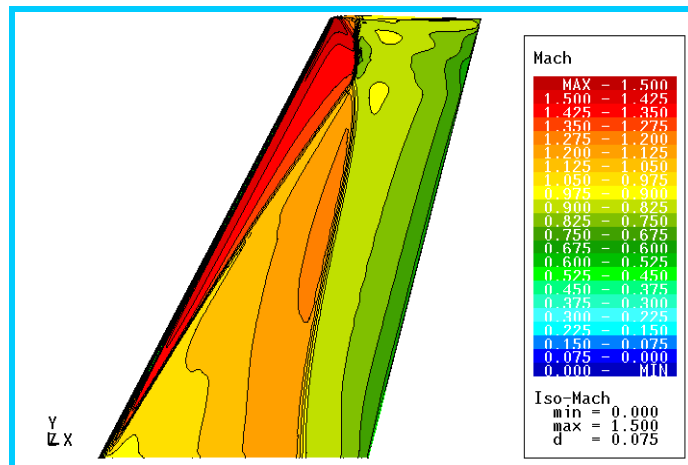 Mach
MAX - 1.500
1.500 - 1.425
1.425 - 1.350
1.350 - 1.275
1.275 - 1.200
1.200 - 1.125
1.125 - 1.050
1.050 - 0.975
0.975 - 0.900
0.900 - 0.825
0.825 - 0.750
0.750 - 0.675
0.675 - 0.600
0.600 - 0.525
0.525 - 0.450
0.450 - 0.375
0.375 - 0.300
0.300 - 0.225
0.225 - 0.150
0.150 - 0.075
0.075 - 0.000
0.000 - MIN
Iso-Mach
min = 0.000
max = 1.500
d = 0.075
Y
Z X